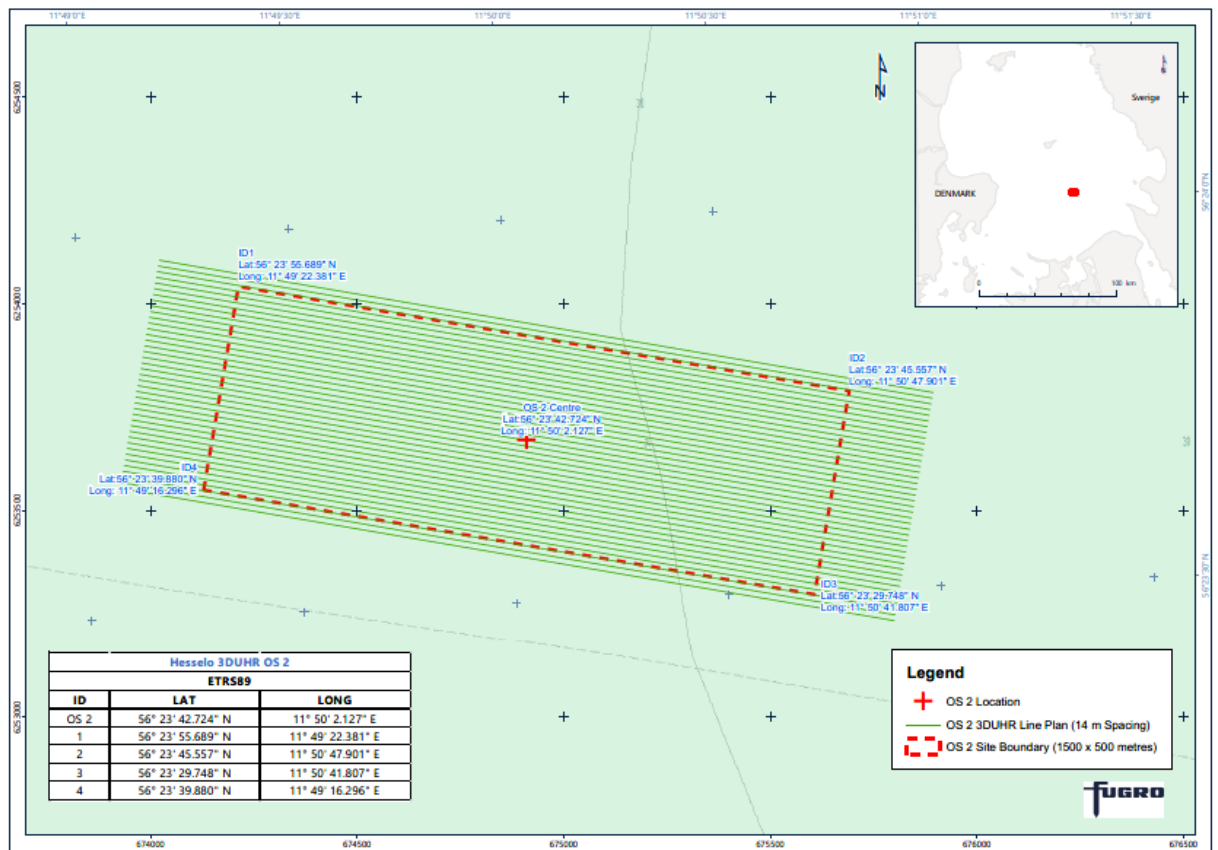 11°49'0"E
11°49'30"E
11°50'0"E
11°50'30"E
11°51'0"E
11°51'30"E
6254500
6254000
6253500
6253000
56°24'0"N
56°23'30"N
N
Sverige
DENMARK
0
100 km
ID1
Lat:56° 23' 55.689" N
Long: 11° 49' 22.381" E
ID2
Lat:56° 23' 45.557" N
Long: 11° 50' 47.901" E
OS 2 Centre
Lat:56° 23' 42.724" N
Long: 11° 50' 2.127" E
ID4
Lat:56° 23' 39.880" N
Long: 11° 49' 16.296" E
ID3
Lat:56° 23' 29.748" N
Long: 11° 50' 41.807" E
Hesselo 3DUHR OS 2
ETRS89
ID LAT LONG
OS 2 56° 23' 42.724" N 11° 50' 2.127" E
1 56° 23' 55.689" N 11° 49' 22.381" E
2 56° 23' 45.557" N 11° 50' 47.901" E
3 56° 23' 29.748" N 11° 50' 41.807" E
4 56° 23' 39.880" N 11° 49' 16.296" E
Legend
OS 2 Location
OS 2 3DUHR Line Plan (14 m Spacing)
OS 2 Site Boundary (1500 x 500 metres)
FUGRO
674000
674500
675000
675500
676000
676500